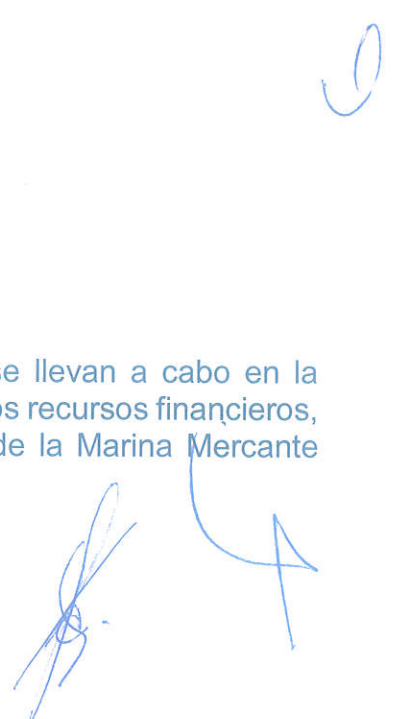 se llevan a cabo en la
os recursos financieros,
de la Marina Mercante